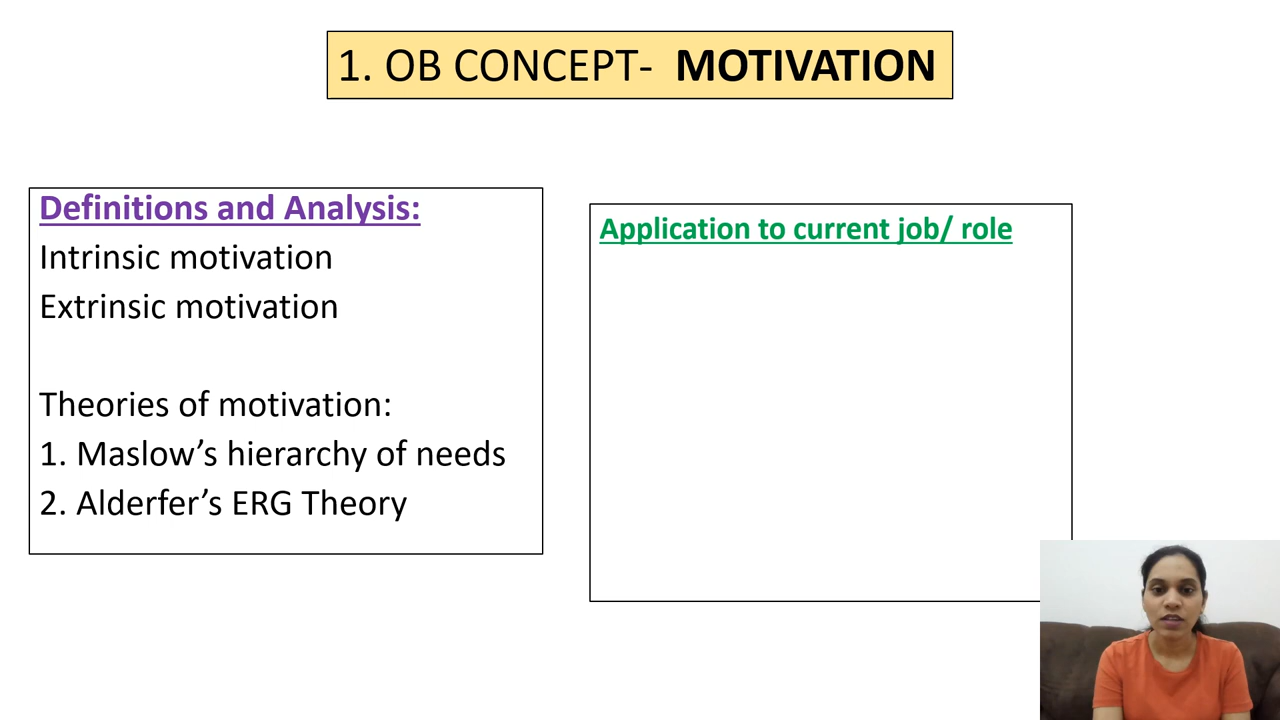 1. OB CONCEPT- MOTIVATION
Definitions and Analysis:
Intrinsic motivation
Extrinsic motivation
Theories of motivation:
1. Maslow’s hierarchy of needs
2. Alderfer’s ERG Theory
Application to current job/ role